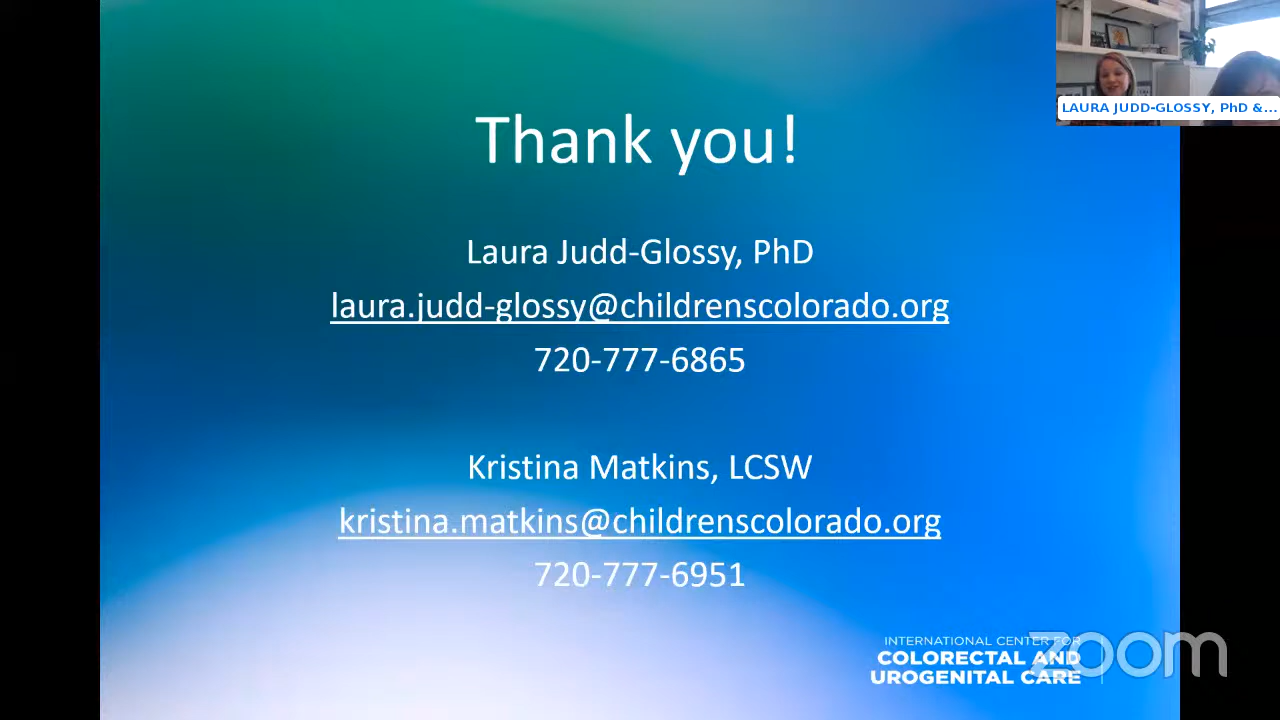 LAURA JUDD-GLOSSY, PhD &...
Thank you!
Laura Judd-Glossy, PhD
laura.judd-glossy@childrenscolorado.org
720-777-6865
Kristina Matkins, LCSW
kristina.matkins@childrenscolorado.org
720-777-6951
INTERNATIONAL CENTER FOR
COLORECTAL AND
UROGENITAL CARE
zoom